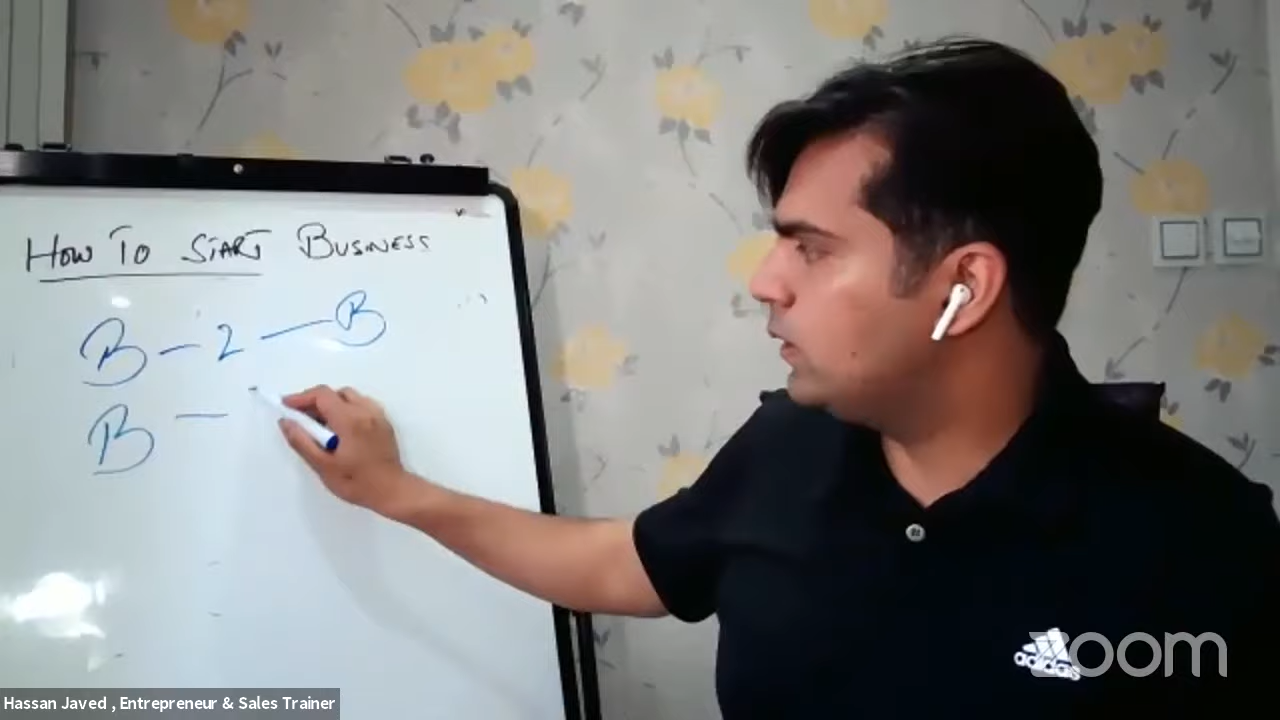 HOW TO START BUSINESS
B - 2 - B
B -
adidas
zoom
Hassan Javed , Entrepreneur & Sales Trainer